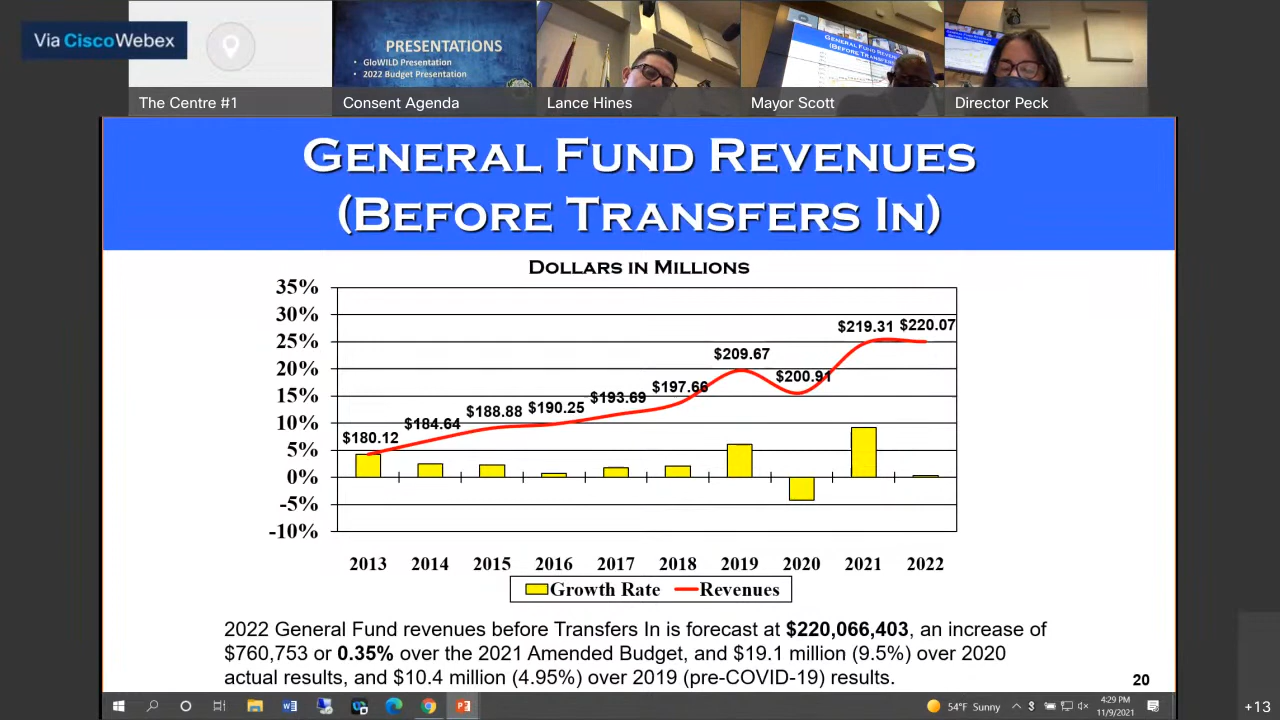 Via CiscoWebex
PRESENTATIONS
• GloWILD Presentation
• 2022 Budget Presentation
GENERAL FUND REVENU
(BEFORE TRANSFER
The Centre #1
Consent Agenda
Lance Hines
Mayor Scott
Director Peck
GENERAL FUND REVENUES
(BEFORE TRANSFERS IN)
DOLLARS IN MILLIONS
35%
30%
25%
20%
15%
10%
5%
0%
-5%
-10%
$180.12
$184.64
$188.88
$190.25
$193.69
$197.66
$209.67
$200.91
$219.31
$220.07
2013 2014 2015 2016 2017 2018 2019 2020 2021 2022
Growth Rate Revenues
2022 General Fund revenues before Transfers In is forecast at $220,066,403, an increase of
$760,753 or 0.35% over the 2021 Amended Budget, and $19.1 million (9.5%) over 2020
actual results, and $10.4 million (4.95%) over 2019 (pre-COVID-19) results.
20
54°F Sunny
4:29 PM
11/9/2021
+13